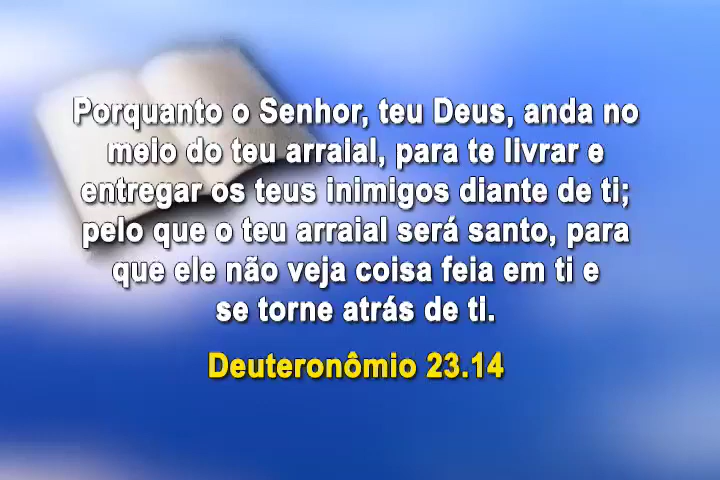 Porquanto o Senhor, teu Deus, anda no
meio do teu arraial, para te livrar e
entregar os teus inimigos diante de ti;
pelo que o teu arraial será santo, para
que ele não veja coisa feia em ti e
se torne atrás de ti.
Deuteronômio 23.14